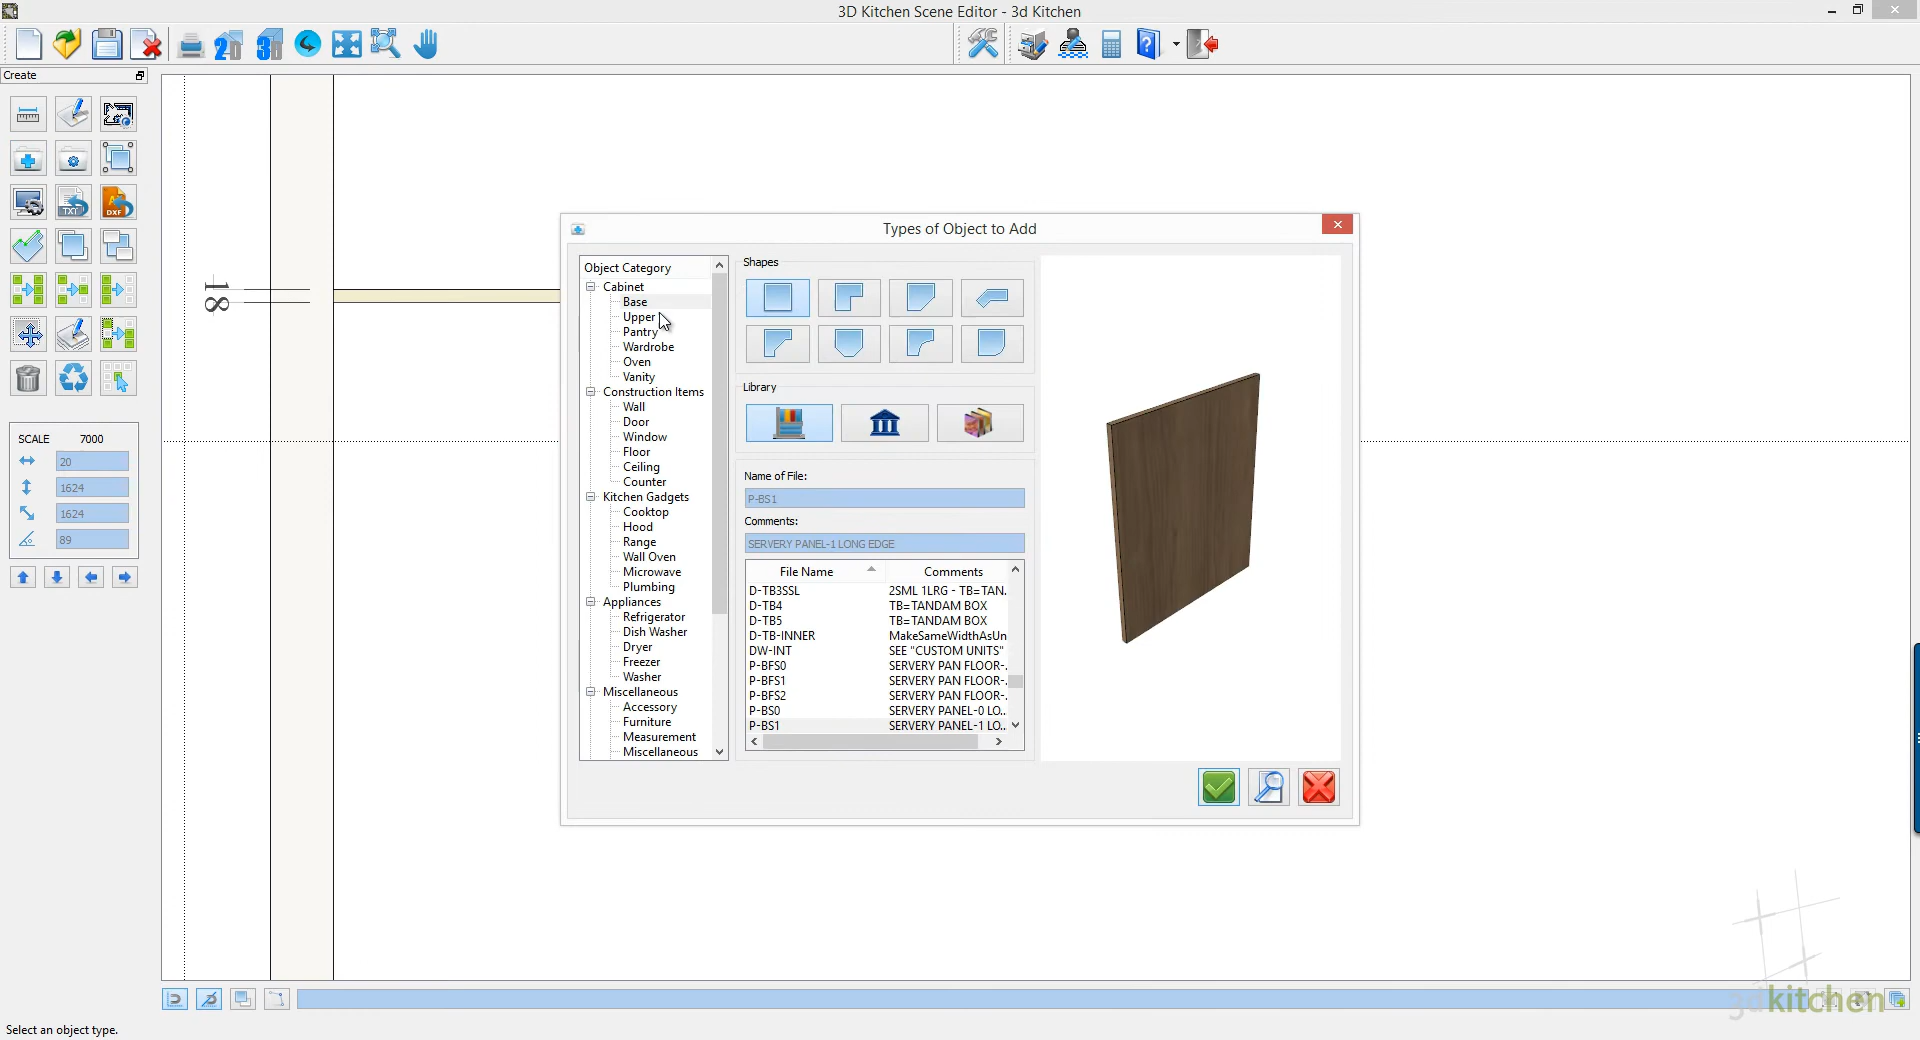 3D Kitchen Scene Editor - 3d Kitchen
2D
3D
?
Create
TXT
DXF
SCALE 7000
20
1624
1624
89
18
Types of Object to Add
Object Category
Cabinet
Base
Upper
Pantry
Wardrobe
Oven
Vanity
Construction Items
Wall
Door
Window
Floor
Ceiling
Counter
Kitchen Gadgets
Cooktop
Hood
Range
Wall Oven
Microwave
Plumbing
Appliances
Refrigerator
Dish Washer
Dryer
Freezer
Washer
Miscellaneous
Accessory
Furniture
Measurement
Miscellaneous
Shapes
Library
Name of File:
P-BS1
Comments:
SERVERY PANEL-1 LONG EDGE
File Name Comments
D-TB3SSL 2SML 1LRG - TB=TAN.
D-TB4 TB=TANDAM BOX
D-TB5 TB=TANDAM BOX
D-TB-INNER MakeSameWidthAsUn
DW-INT SEE "CUSTOM UNITS"
P-BFS0 SERVERY PAN FLOOR-.
P-BFS1 SERVERY PAN FLOOR-.
P-BFS2 SERVERY PAN FLOOR-.
P-BS0 SERVERY PANEL-0 LO...
P-BS1 SERVERY PANEL-1 LO...
3dkitchen
Select an object type.